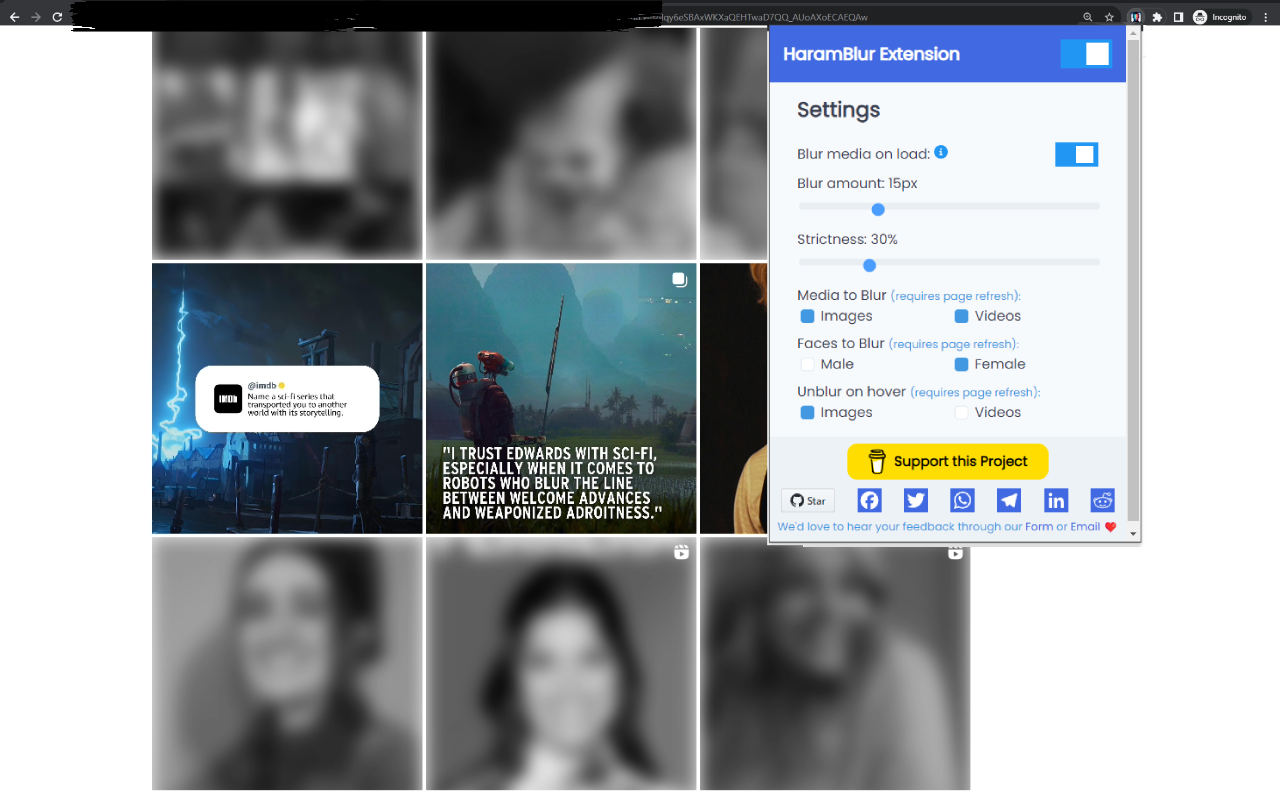 lqy6eSBAxWKXaQEHTwaD7QQ_AUoAXoECAEQAw
Incognito
HaramBlur Extension
Settings
Blur media on load:
Blur amount: 15px
Strictness: 30%
Media to Blur (requires page refresh):
Images Videos
Faces to Blur (requires page refresh):
Male Female
Unblur on hover (requires page refresh):
Images Videos
Support this Project
Star
We'd love to hear your feedback through our Form or Email
@imdb
IMDb
Name a sci-fi series that
transported you to another
world with its storytelling.
"I TRUST EDWARDS WITH SCI-FI,
ESPECIALLY WHEN IT COMES TO
ROBOTS WHO BLUR THE LINE
BETWEEN WELCOME ADVANCES
AND WEAPONIZED ADROITNESS."